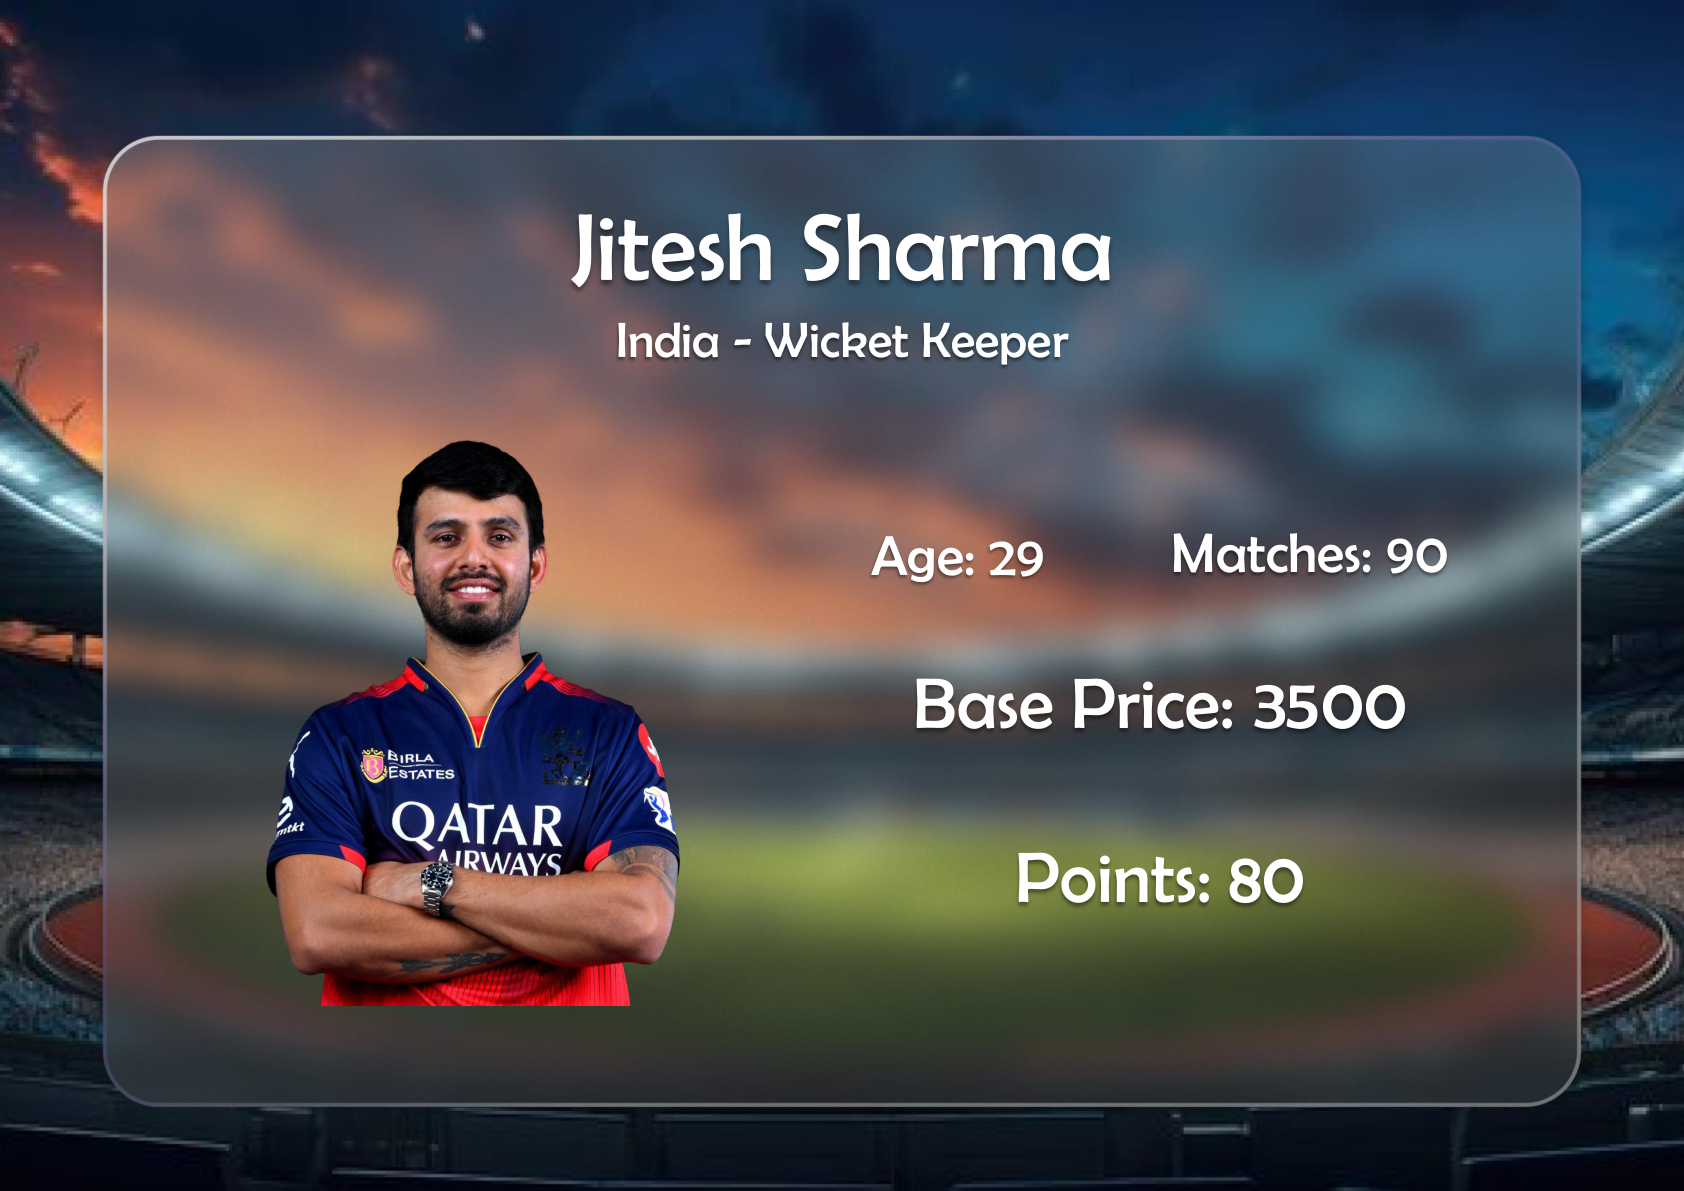 Jitesh Sharma
India - Wicket Keeper
Age: 29
Matches: 90
Base Price: 3500
Points: 80
BIRLA
ESTATES
QATAR
AIRWAYS